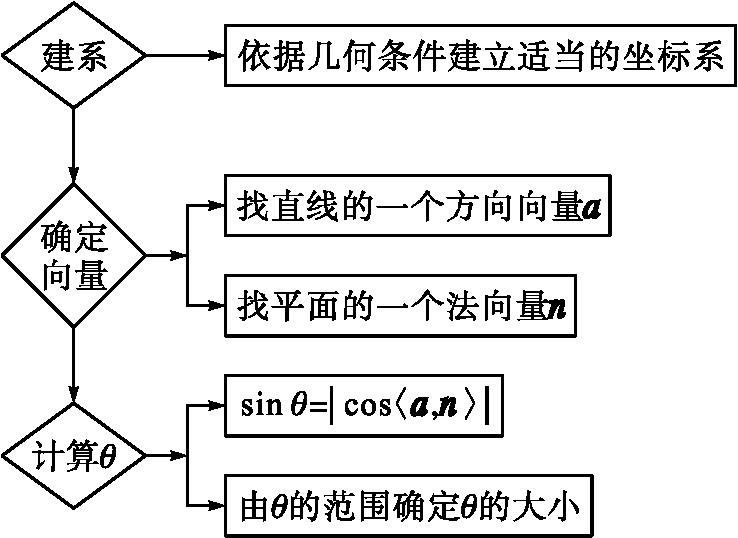 建系
依据几何条件建立适当的坐标系
确定
向量
找直线的一个方向向量a
找平面的一个法向量n
计算θ
sin θ=| cos〈a,n〉|
由θ的范围确定θ的大小